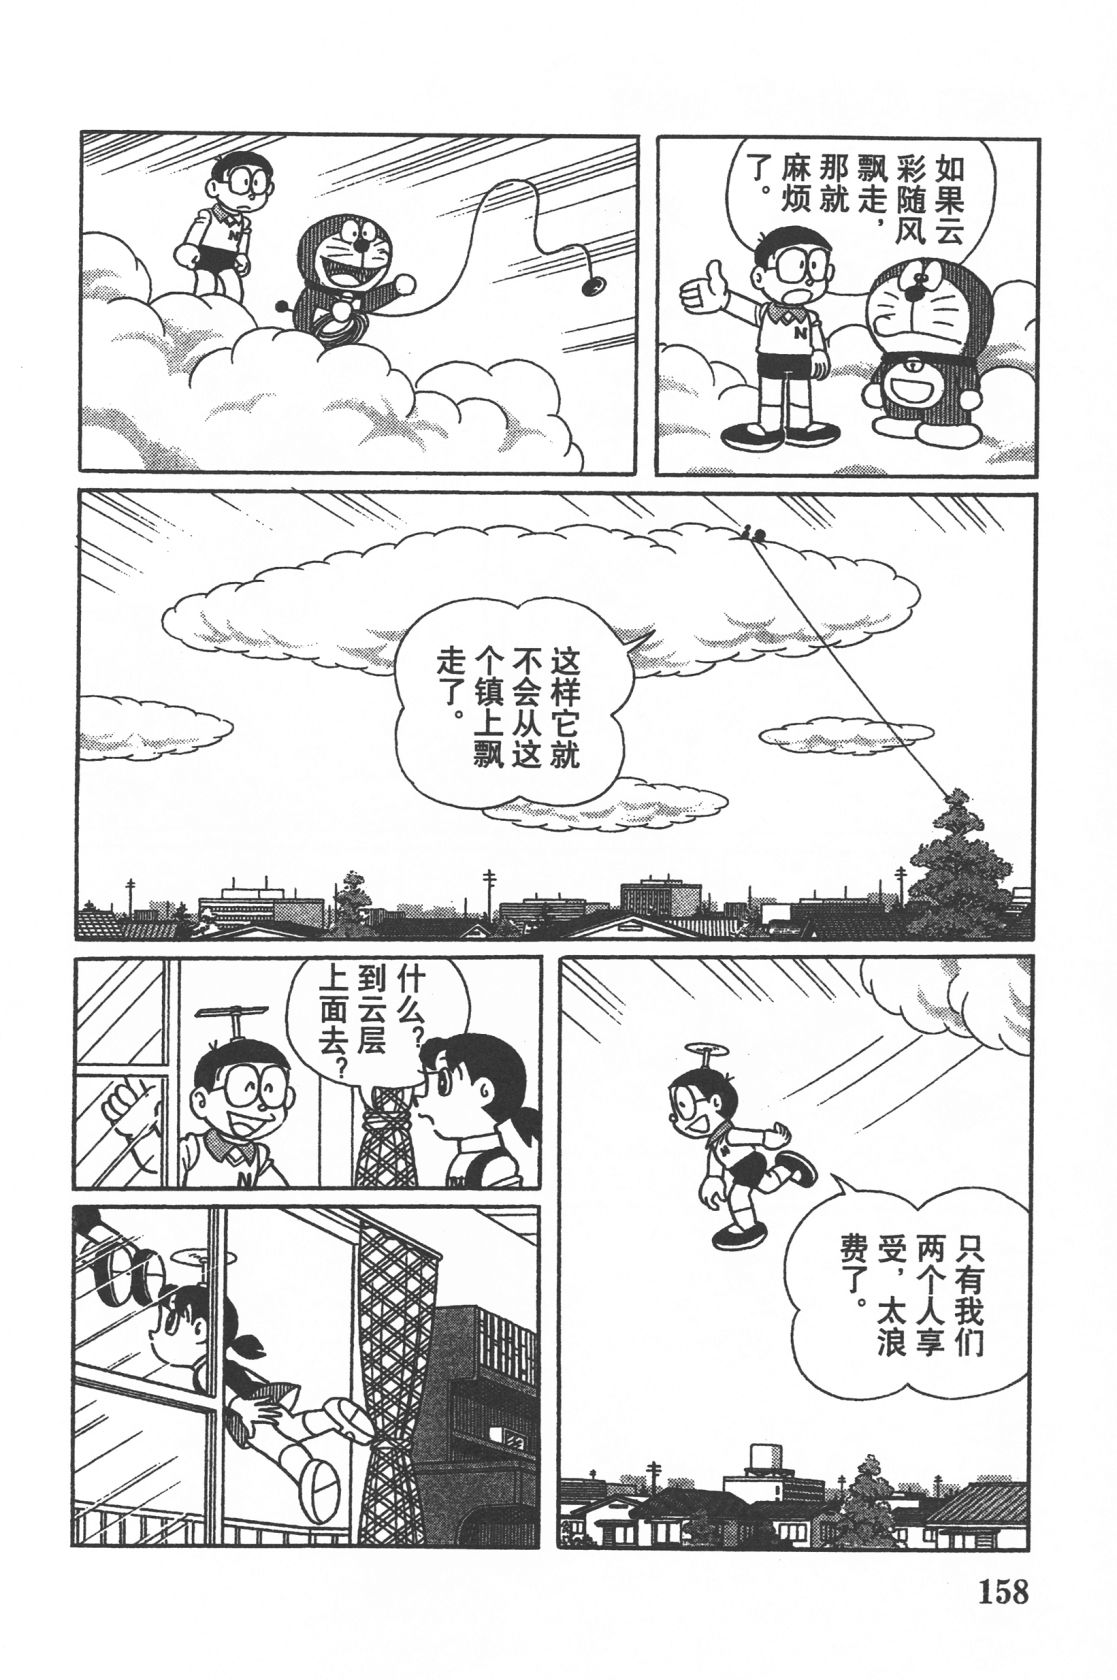 如果云
彩随风
飘走，
那就
麻烦
了。
这样它就
不会从这
个镇上飘
走了。
只有我们
两个人享
受，太浪
费了。
什么？
到云层
上面去？
N
N
N
N
158